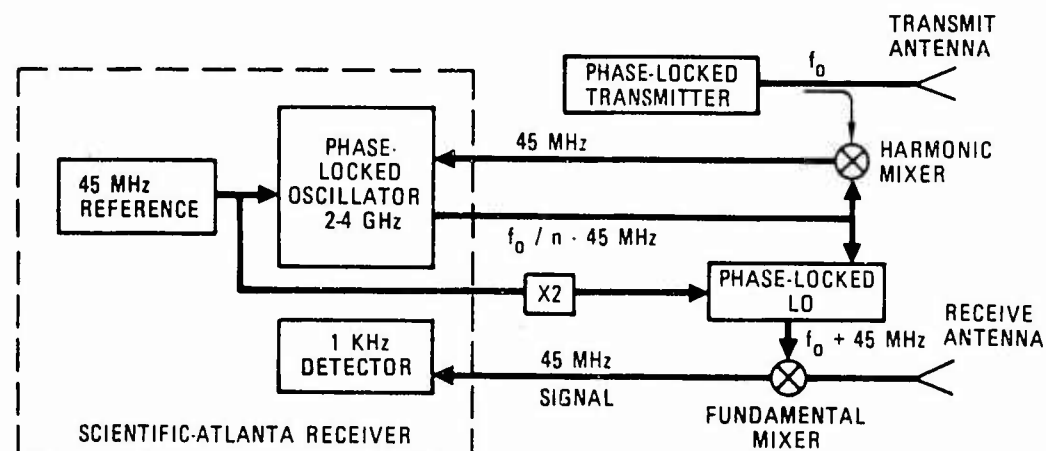 TRANSMIT
ANTENNA
f0
PHASE-LOCKED
TRANSMITTER
45 MHz
HARMONIC
MIXER
PHASE-
LOCKED
OSCILLATOR
2-4 GHz
45 MHz
REFERENCE
f0 / n · 45 MHz
X2
PHASE-LOCKED
LO
RECEIVE
ANTENNA
f0 + 45 MHz
1 KHz
DETECTOR
45 MHz
SIGNAL
FUNDAMENTAL
MIXER
SCIENTIFIC-ATLANTA RECEIVER